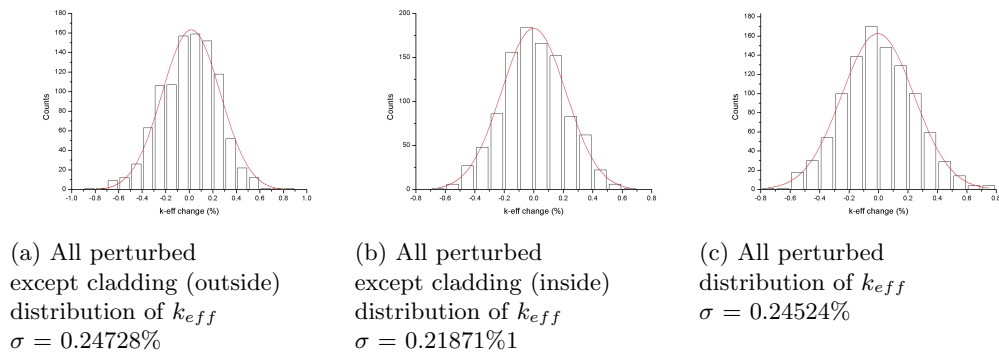 180
160
140
120
100
80
60
40
20
0
Counts
-1.0 -0.8 -0.6 -0.4 -0.2 0.0 0.2 0.4 0.6 0.8 1.0
k-eff change (%)
200
150
100
50
0
Counts
-0.8 -0.6 -0.4 -0.2 0.0 0.2 0.4 0.6 0.8
k-eff change (%)
180
160
140
120
100
80
60
40
20
0
Counts
-0.8 -0.6 -0.4 -0.2 0.0 0.2 0.4 0.6 0.8
k-eff change (%)
(a) All perturbed
except cladding (outside)
distribution of k_{eff}
σ = 0.24728%
(b) All perturbed
except cladding (inside)
distribution of k_{eff}
σ = 0.21871%1
(c) All perturbed
distribution of k_{eff}
σ = 0.24524%